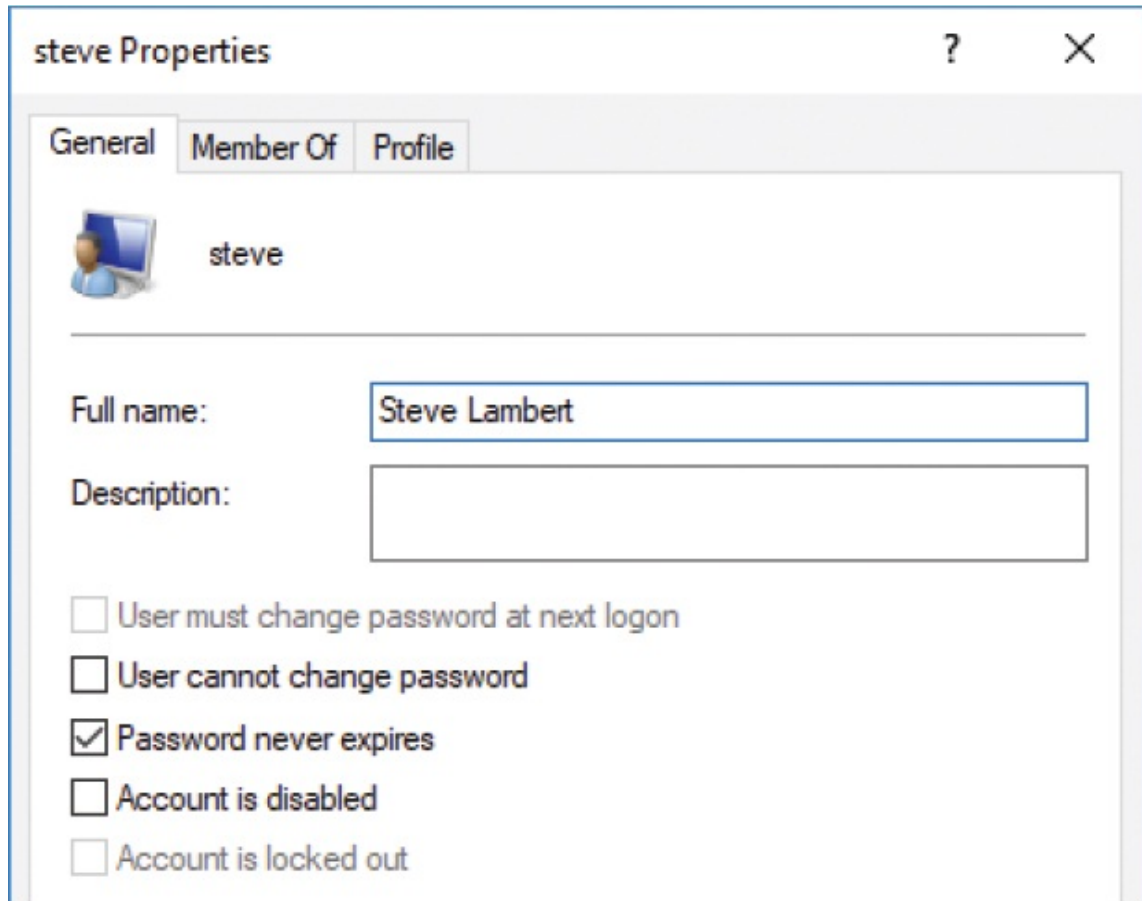 steve Properties
?
General
Member Of
Profile
steve
Full name:
Steve Lambert
Description:
User must change password at next logon
User cannot change password
Password never expires
Account is disabled
Account is locked out